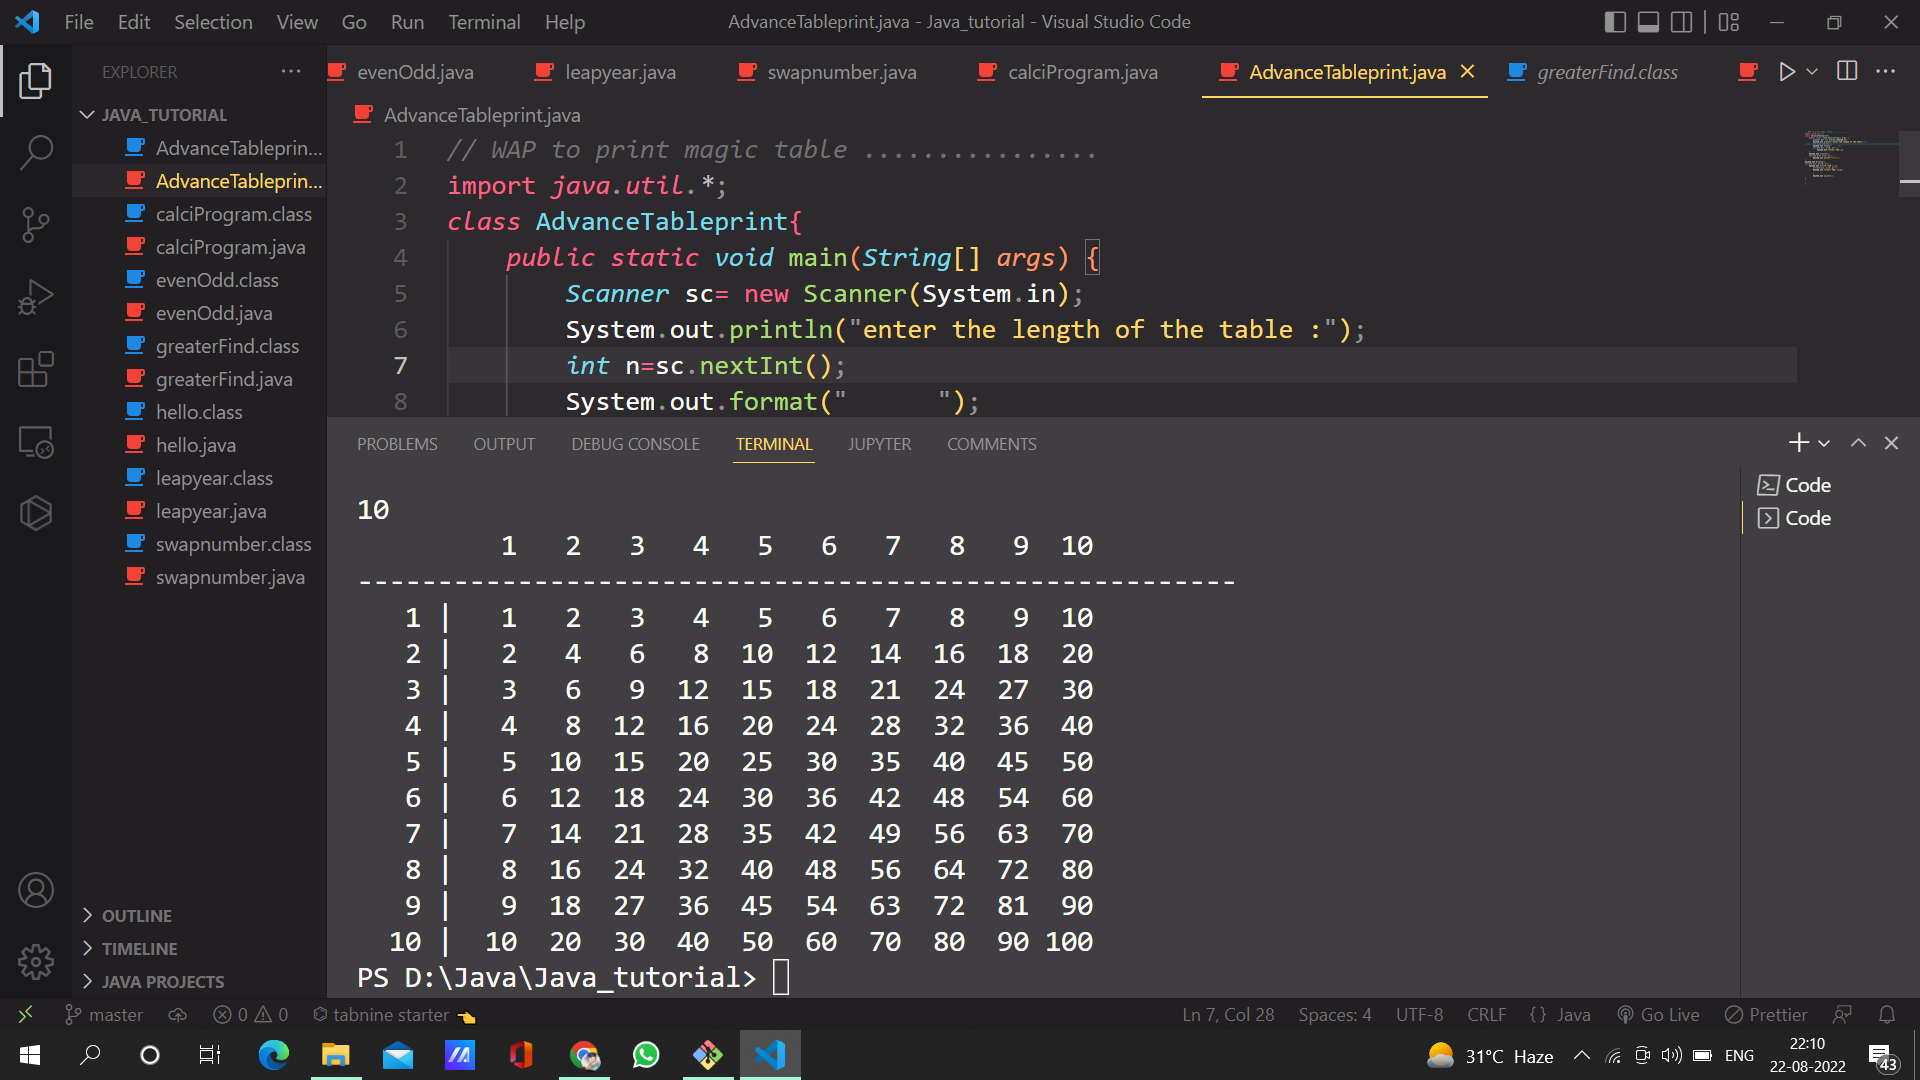 File Edit Selection View Go Run Terminal Help
AdvanceTableprint.java - Java_tutorial - Visual Studio Code
EXPLORER
JAVA_TUTORIAL
AdvanceTableprin...
AdvanceTableprin...
calciProgram.class
calciProgram.java
evenOdd.class
evenOdd.java
greaterFind.class
greaterFind.java
hello.class
hello.java
leapyear.class
leapyear.java
swapnumber.class
swapnumber.java
OUTLINE
TIMELINE
JAVA PROJECTS
evenOdd.java leapyear.java swapnumber.java calciProgram.java AdvanceTableprint.java greaterFind.class
AdvanceTableprint.java
1 // WAP to print magic table ................
2 import java.util.*;
3 class AdvanceTableprint{
4 public static void main(String[] args) {
5 Scanner sc= new Scanner(System.in);
6 System.out.println("enter the length of the table :");
7 int n=sc.nextInt();
8 System.out.format("      ");
PROBLEMS OUTPUT DEBUG CONSOLE TERMINAL JUPYTER COMMENTS
Code
Code
10
1 2 3 4 5 6 7 8 9 10
-------------------------------------------------------
1 | 1 2 3 4 5 6 7 8 9 10
2 | 2 4 6 8 10 12 14 16 18 20
3 | 3 6 9 12 15 18 21 24 27 30
4 | 4 8 12 16 20 24 28 32 36 40
5 | 5 10 15 20 25 30 35 40 45 50
6 | 6 12 18 24 30 36 42 48 54 60
7 | 7 14 21 28 35 42 49 56 63 70
8 | 8 16 24 32 40 48 56 64 72 80
9 | 9 18 27 36 45 54 63 72 81 90
10 | 10 20 30 40 50 60 70 80 90 100
PS D:\Java\Java_tutorial>
master 0 0 tabnine starter Ln 7, Col 28 Spaces: 4 UTF-8 CRLF {} Java Go Live Prettier
31°C Haze ENG 22:10
22-08-2022
43